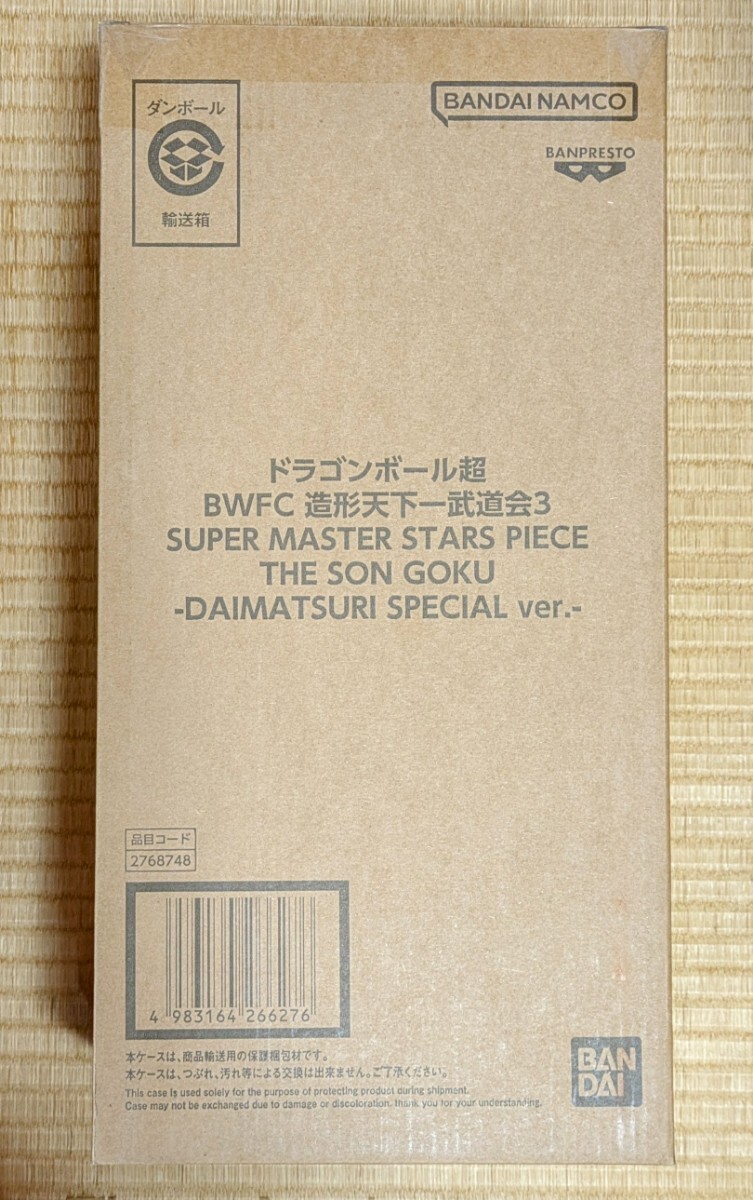 ダンボール
輸送箱
BANDAI NAMCO
BANPRESTO
ドラゴンボール超
BWFC 造形天下一武道会3
SUPER MASTER STARS PIECE
THE SON GOKU
-DAIMATSURI SPECIAL ver.-
品目コード
2768748
4 983164 266276
本ケースは、商品輸送用の保護梱包材です。
本ケースは、つぶれ、汚れ等による交換は出来ません。ご了承ください。
This case is used solely for the purpose of protecting product during shipment.
Case may not be exchanged due to damage or discoloration. Thank you for your understanding.
BAN
DAI